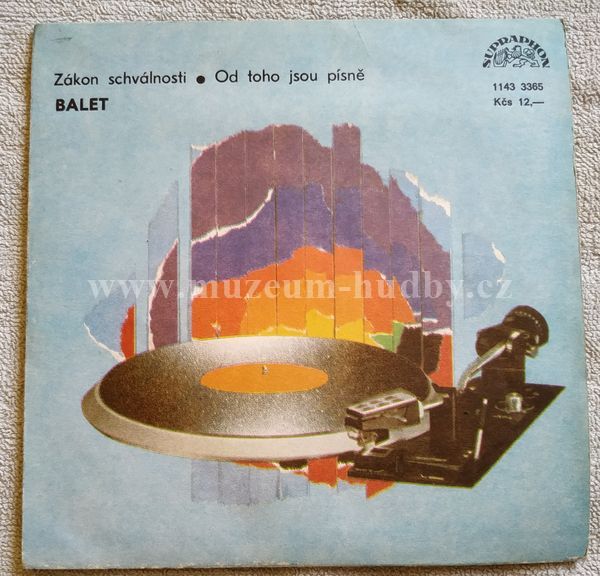 SUPRAPHON
Zákon schválnosti ● Od toho jsou písně
BALET
1143 3365
Kčs 12,—
www.muzeum-hudby.cz